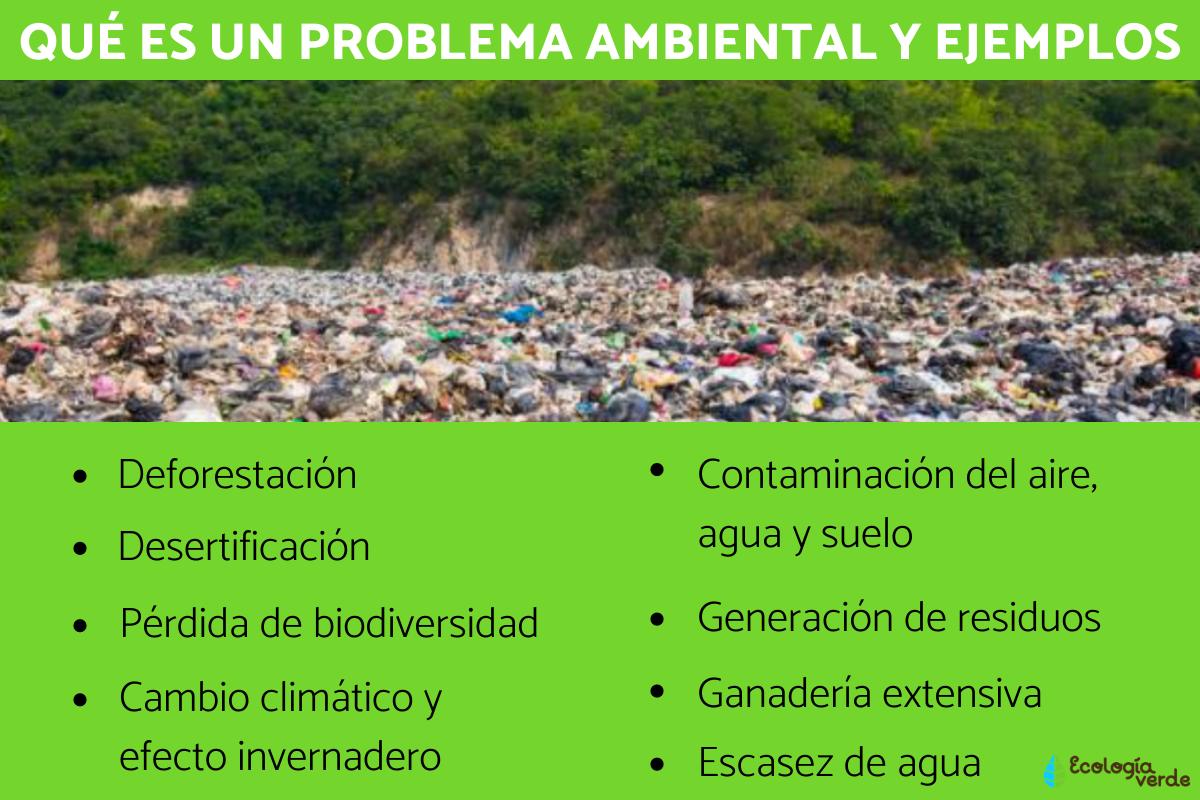 QUÉ ES UN PROBLEMA AMBIENTAL Y EJEMPLOS
• Deforestación
• Desertificación
• Pérdida de biodiversidad
• Cambio climático y
efecto invernadero
• Contaminación del aire,
agua y suelo
• Generación de residuos
• Ganadería extensiva
• Escasez de agua
Ecología
verde